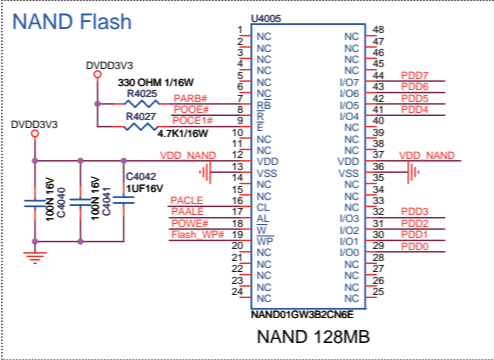 NAND Flash
U4005
1 NC NC 48
2 NC NC 47
3 NC NC 46
4 NC NC 45
DVDD3V3
5 NC I/O7 44 PDD7
330 OHM 1/16W
6 NC I/O6 43 PDD6
R4025 PARB# 7 RB I/O5 42 PDD5
POOE# 8 R I/O4 41 PDD4
R4027 POCE1# 9 E NC 40
4.7K1/16W
10 NC NC 39
DVDD3V3
11 NC NC 38
VDD_NAND 12 VDD VDD 37 VDD_NAND
13 VSS VSS 36
C4042
14 NC NC 35
1UF16V
15 NC NC 34
100N 16V
C4040
100N 16V
C4041
PACLE 16 CL NC 33
PAALE 17 AL I/O3 32 PDD3
POWE# 18 W I/O2 31 PDD2
Flash_WP# 19 WP I/O1 30 PDD1
20 NC I/O0 29 PDD0
21 NC NC 28
22 NC NC 27
23 NC NC 26
24 NC NC 25
NAND01GW3B2CN6E
NAND 128MB